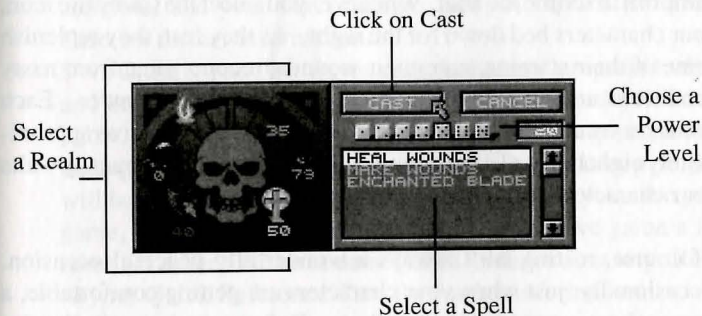 Click on Cast
CAST CANCEL
Choose a
Power
Level
20
Select
a Realm
35
0
79
50
HEAL WOUNDS
MAKE WOUNDS
ENCHANTED BLADE
Select a Spell